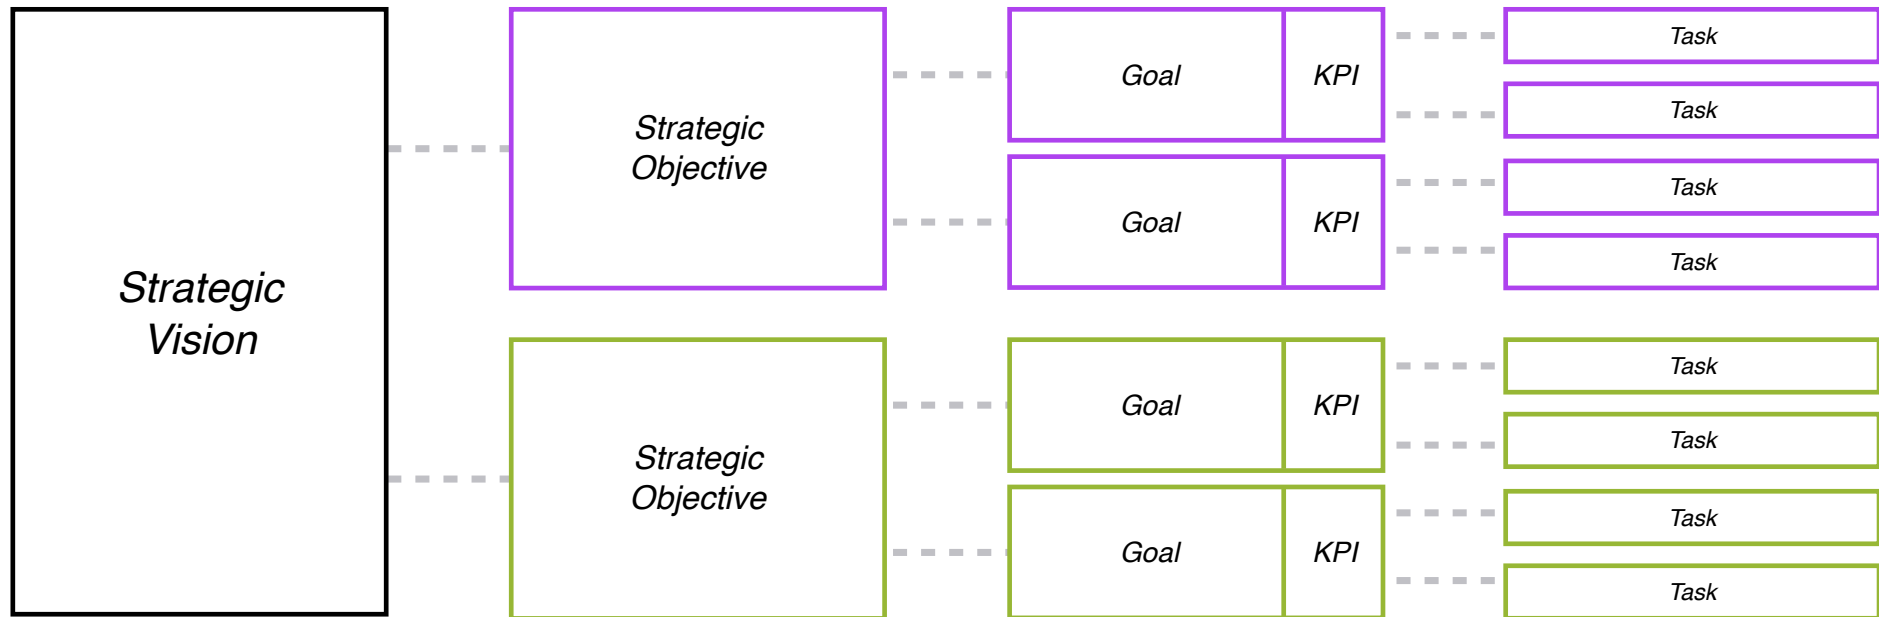 Strategic
Vision
Strategic
Objective
Goal
KPI
Task
Task
Goal
KPI
Task
Task
Strategic
Objective
Goal
KPI
Task
Task
Goal
KPI
Task
Task